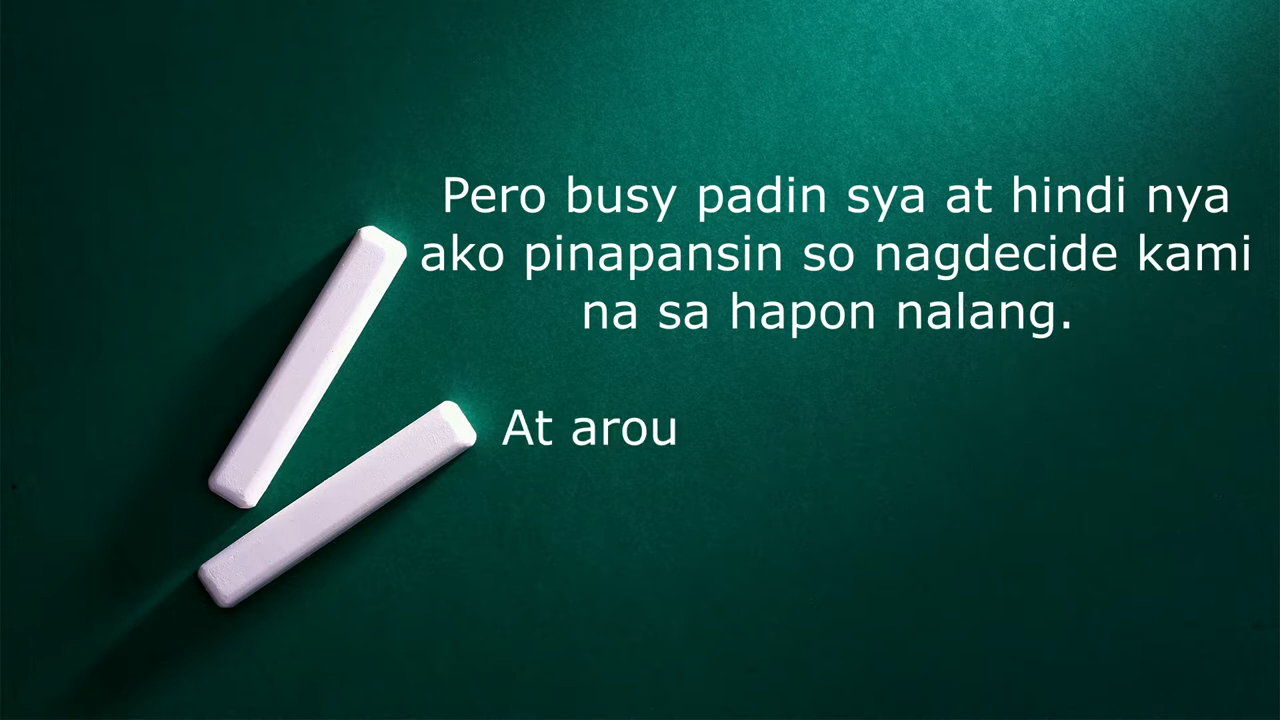 Pero busy padin sya at hindi nya
ako pinapansin so nagdecide kami
na sa hapon nalang.
At arou